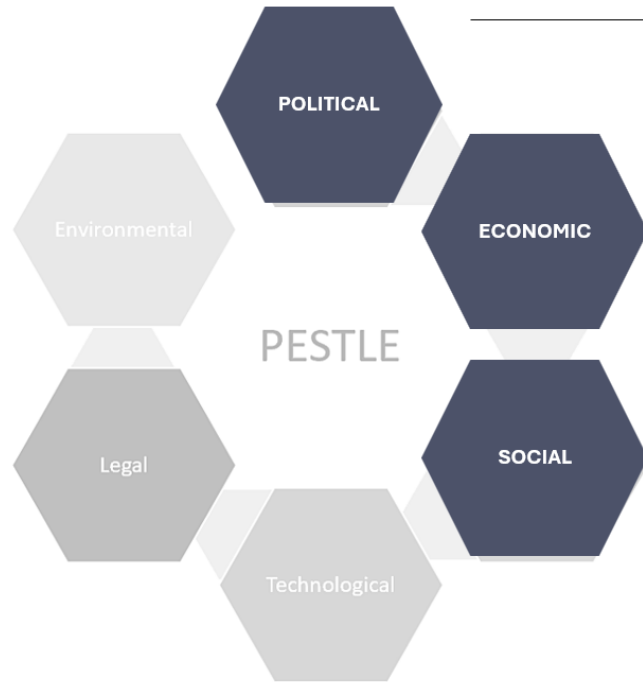 POLITICAL
ECONOMIC
SOCIAL
Technological
Legal
Environmental
PESTLE